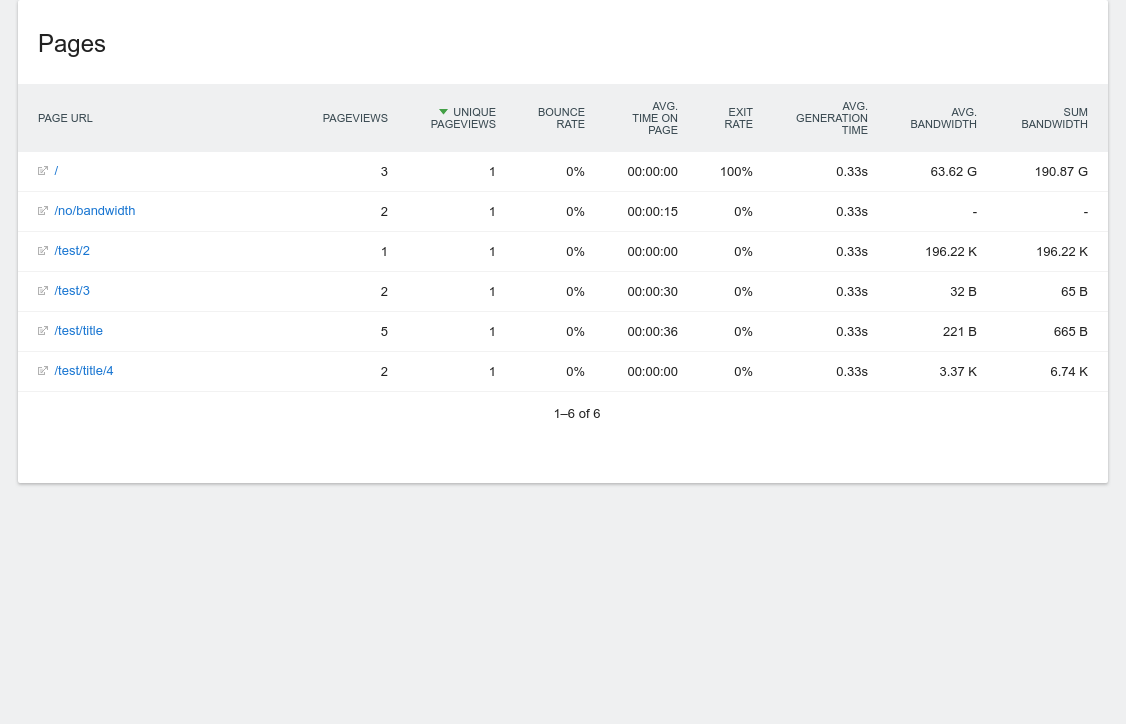 Pages
PAGE URL PAGEVIEWS UNIQUE PAGEVIEWS BOUNCE RATE AVG. TIME ON PAGE EXIT RATE AVG. GENERATION TIME AVG. BANDWIDTH SUM BANDWIDTH
/ 3 1 0% 00:00:00 100% 0.33s 63.62 G 190.87 G
/no/bandwidth 2 1 0% 00:00:15 0% 0.33s - -
/test/2 1 1 0% 00:00:00 0% 0.33s 196.22 K 196.22 K
/test/3 2 1 0% 00:00:30 0% 0.33s 32 B 65 B
/test/title 5 1 0% 00:00:36 0% 0.33s 221 B 665 B
/test/title/4 2 1 0% 00:00:00 0% 0.33s 3.37 K 6.74 K
1–6 of 6